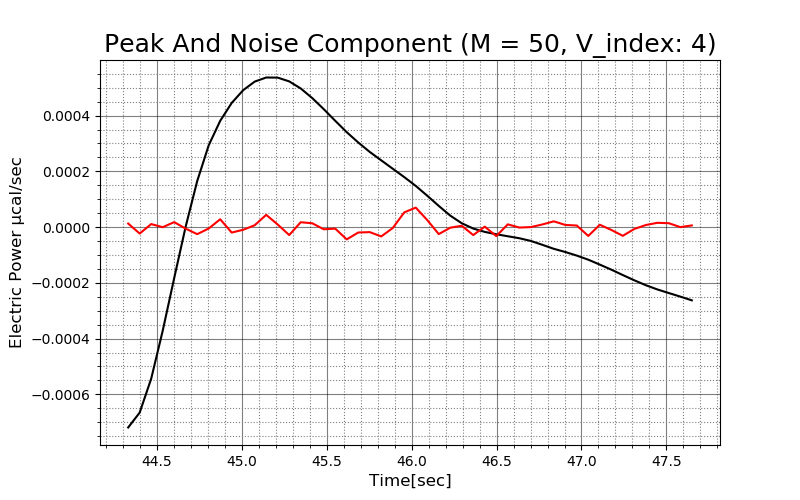 Peak And Noise Component (M = 50, V_index: 4)
Electric Power μcal/sec
0.0004
0.0002
0.0000
−0.0002
−0.0004
−0.0006
44.5 45.0 45.5 46.0 46.5 47.0 47.5
Time[sec]